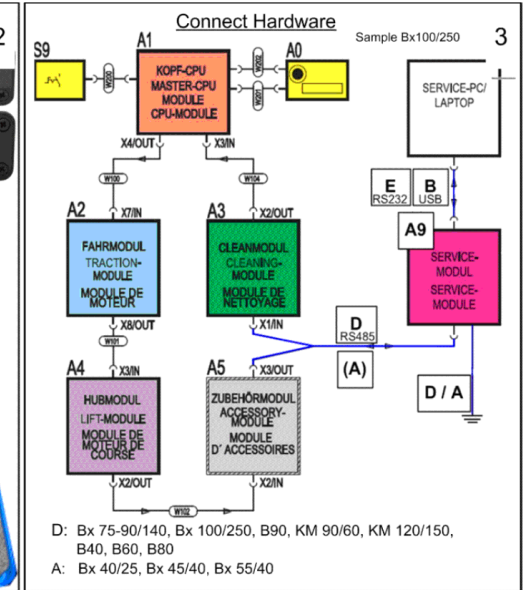 2
Connect Hardware
Sample Bx100/250
3
S9
A1
A0
W200
KOPF-CPU
MASTER-CPU
MODULE
CPU-MODULE
W202
W201
SERVICE-PC/
LAPTOP
X4/OUT
X3/IN
W100
W104
E
RS232
B
USB
A2
X7/IN
A3
X2/OUT
A9
FAHRMODUL
TRACTION-
MODULE
MODULE DE
MOTEUR
CLEANMODUL
CLEANING-
MODULE
MODULE DE
NETTOYAGE
SERVICE-
MODUL
SERVICE-
MODULE
X8/OUT
X1/IN
D
RS485
W101
(A)
A4
X3/IN
A5
X3/OUT
D / A
HUBMODUL
LIFT-MODULE
MODULE DE
MOTEUR DE
COURSE
ZUBEHÖRMODUL
ACCESSORY-
MODULE
MODULE
D´ ACCESSOIRES
X2/OUT
X2/IN
W102
D: Bx 75-90/140, Bx 100/250, B90, KM 90/60, KM 120/150,
B40, B60, B80
A: Bx 40/25, Bx 45/40, Bx 55/40